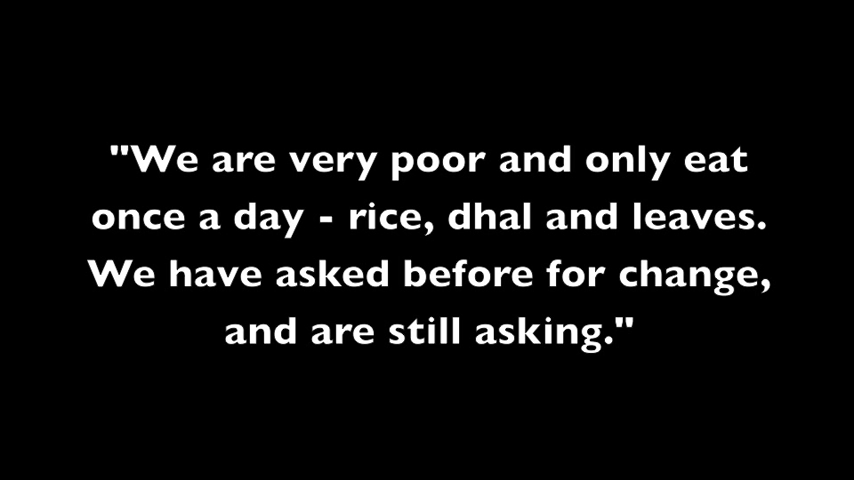 "We are very poor and only eat
once a day - rice, dhal and leaves.
We have asked before for change,
and are still asking."